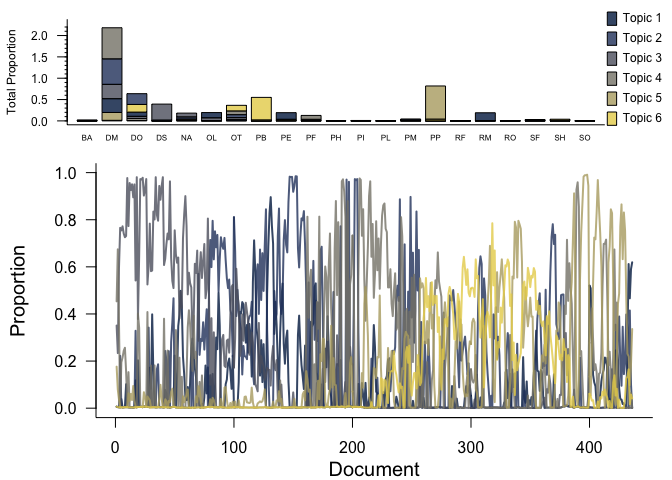 Total Proportion
2.0
1.5
1.0
0.5
0.0
BA DM DO DS NA OL OT PB PE PF PH PI PL PM PP RF RM RO SF SH SO
Topic 1
Topic 2
Topic 3
Topic 4
Topic 5
Topic 6
Proportion
1.0
0.8
0.6
0.4
0.2
0.0
0 100 200 300 400
Document